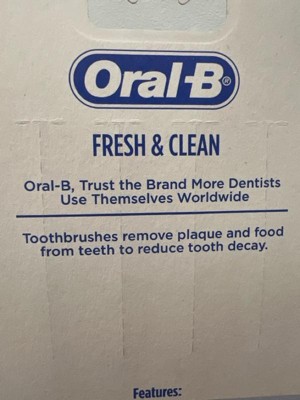 Oral-B®
FRESH & CLEAN
Oral-B, Trust the Brand More Dentists
Use Themselves Worldwide
Toothbrushes remove plaque and food
from teeth to reduce tooth decay.
Features: